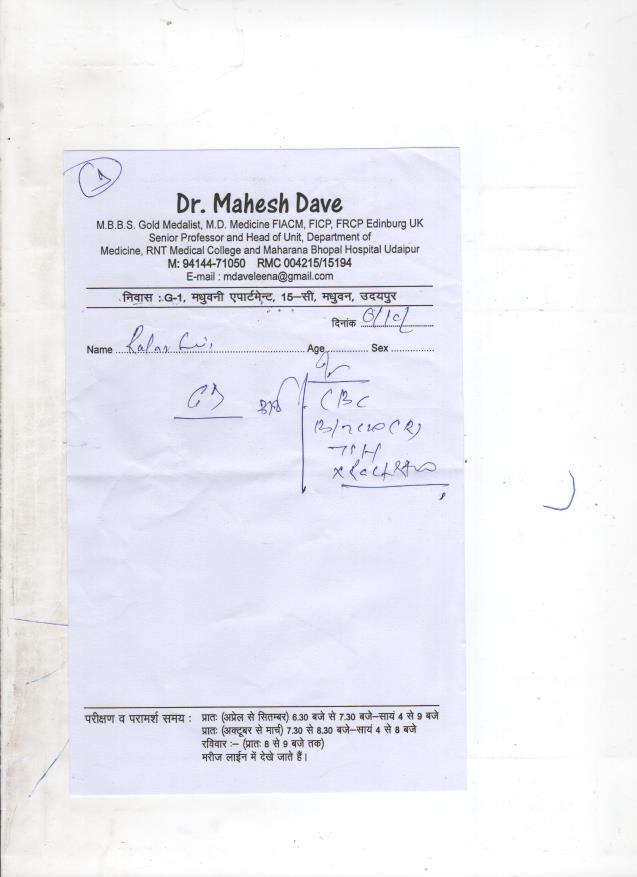 Dr. Mahesh Dave
M.B.B.S. Gold Medalist, M.D. Medicine FIACM, FICP, FRCP Edinburg UK
Senior Professor and Head of Unit, Department of
Medicine, RNT Medical College and Maharana Bhopal Hospital Udaipur
M: 94144-71050 RMC 004215/15194
E-mail : mdaveleena@gmail.com
निवास : G-1, मधुवनी एपार्टमेन्ट, 15–सी, मधुवन, उदयपुर
दिनांक
Name Age Sex
CBC
TSH
परीक्षण व परामर्श समय : प्रातः (अप्रेल से सितम्बर) 6.30 बजे से 7.30 बजे–सायं 4 से 9 बजे
प्रातः (अक्टूबर से मार्च) 7.30 से 8.30 बजे–सायं 4 से 8 बजे
रविवार :– (प्रातः 8 से 9 बजे तक)
मरीज लाईन में देखे जाते हैं।